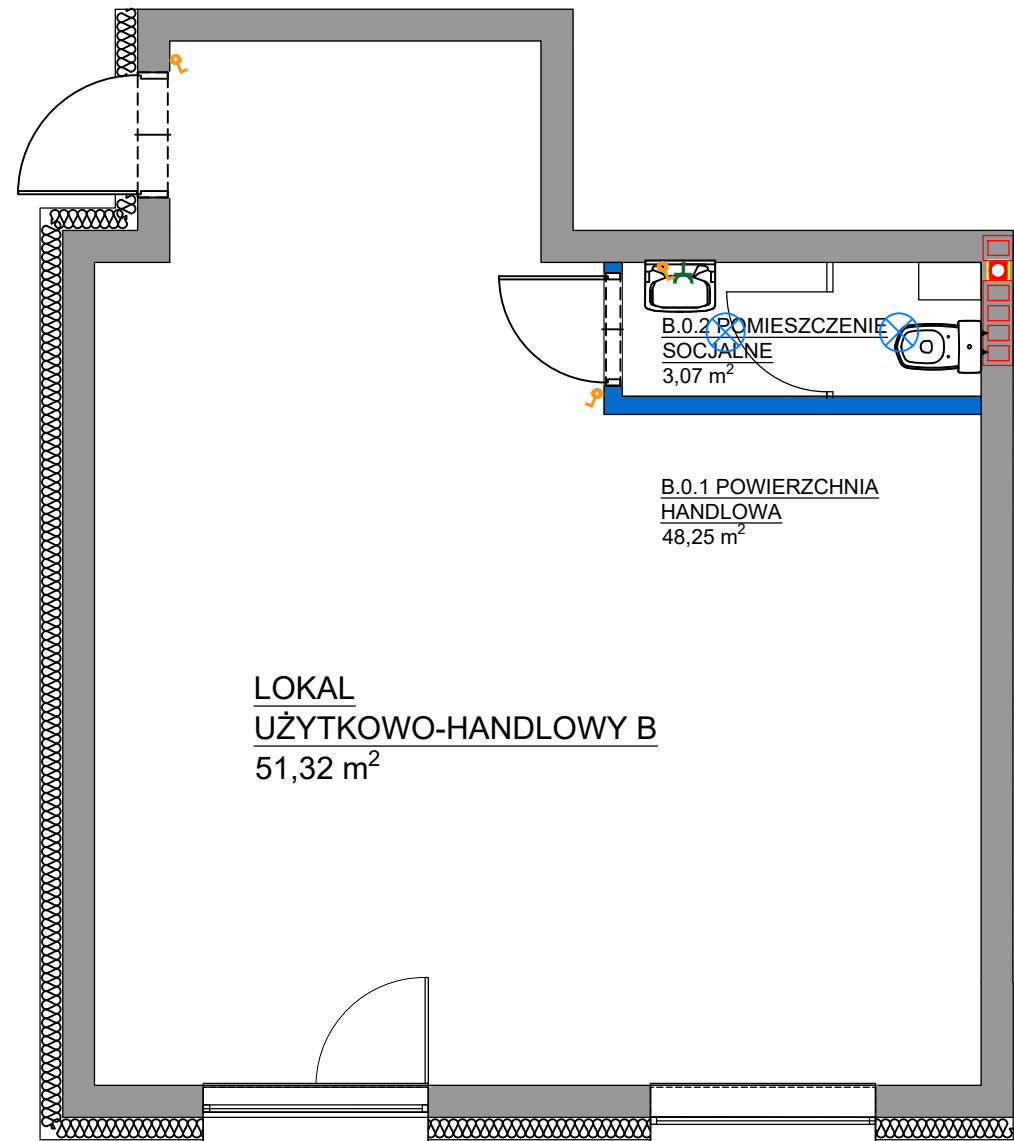 B.0.2 POMIESZCZENIE
SOCJALNE
3,07 m²
B.0.1 POWIERZCHNIA
HANDLOWA
48,25 m²
LOKAL
UŻYTKOWO-HANDLOWY B
51,32 m²